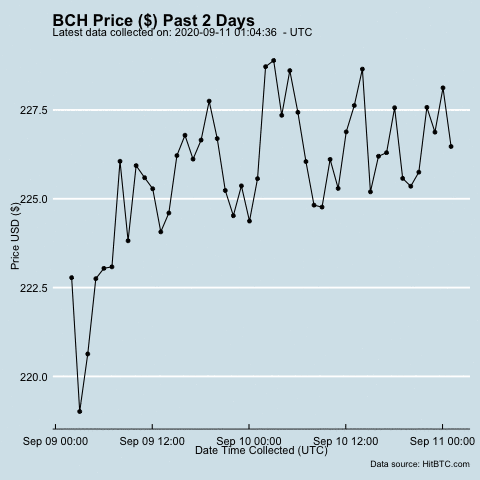 BCH Price ($) Past 2 Days
Latest data collected on: 2020-09-11 01:04:36  - UTC
227.5
225.0
222.5
220.0
Price USD ($)
Sep 09 00:00 Sep 09 12:00 Sep 10 00:00 Sep 10 12:00 Sep 11 00:00
Date Time Collected (UTC)
Data source: HitBTC.com